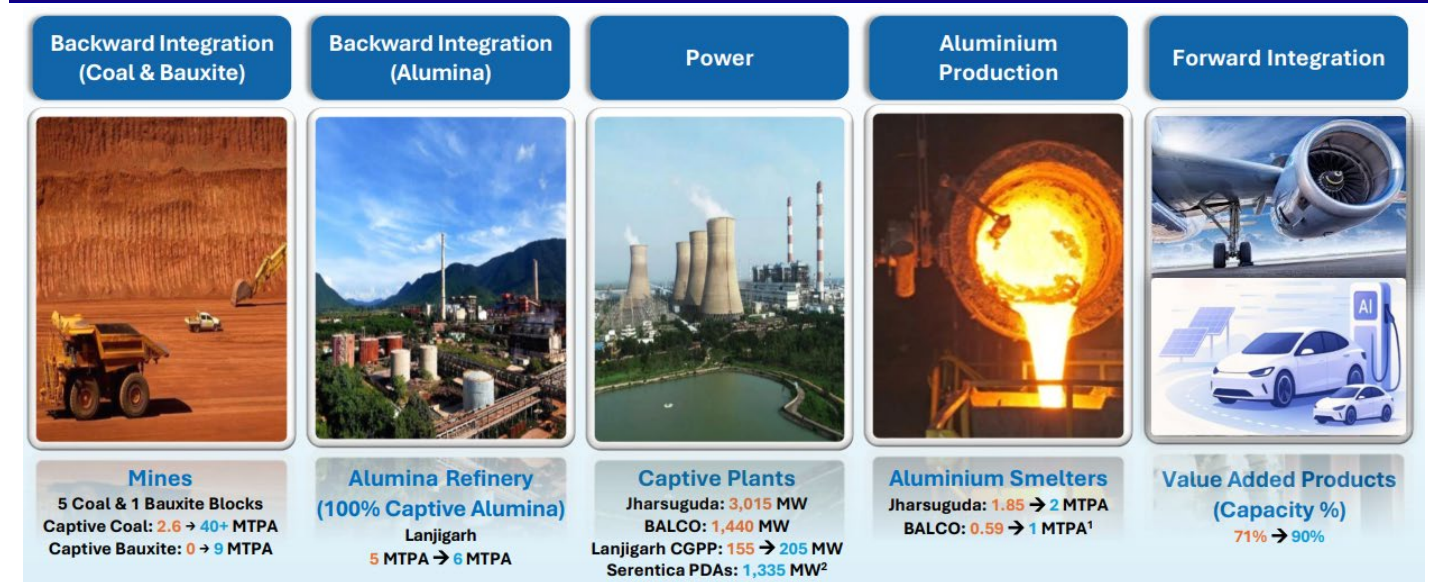 Backward Integration
(Coal & Bauxite)
Backward Integration
(Alumina)
Power
Aluminium
Production
Forward Integration
AI
Mines
5 Coal & 1 Bauxite Blocks
Captive Coal: 2.6 → 40+ MTPA
Captive Bauxite: 0 → 9 MTPA
Alumina Refinery
(100% Captive Alumina)
Lanjigarh
5 MTPA → 6 MTPA
Captive Plants
Jharsuguda: 3,015 MW
BALCO: 1,440 MW
Lanjigarh CGPP: 155 → 205 MW
Serentica PDAs: 1,335 MW²
Aluminium Smelters
Jharsuguda: 1.85 → 2 MTPA
BALCO: 0.59 → 1 MTPA¹
Value Added Products
(Capacity %)
71% → 90%